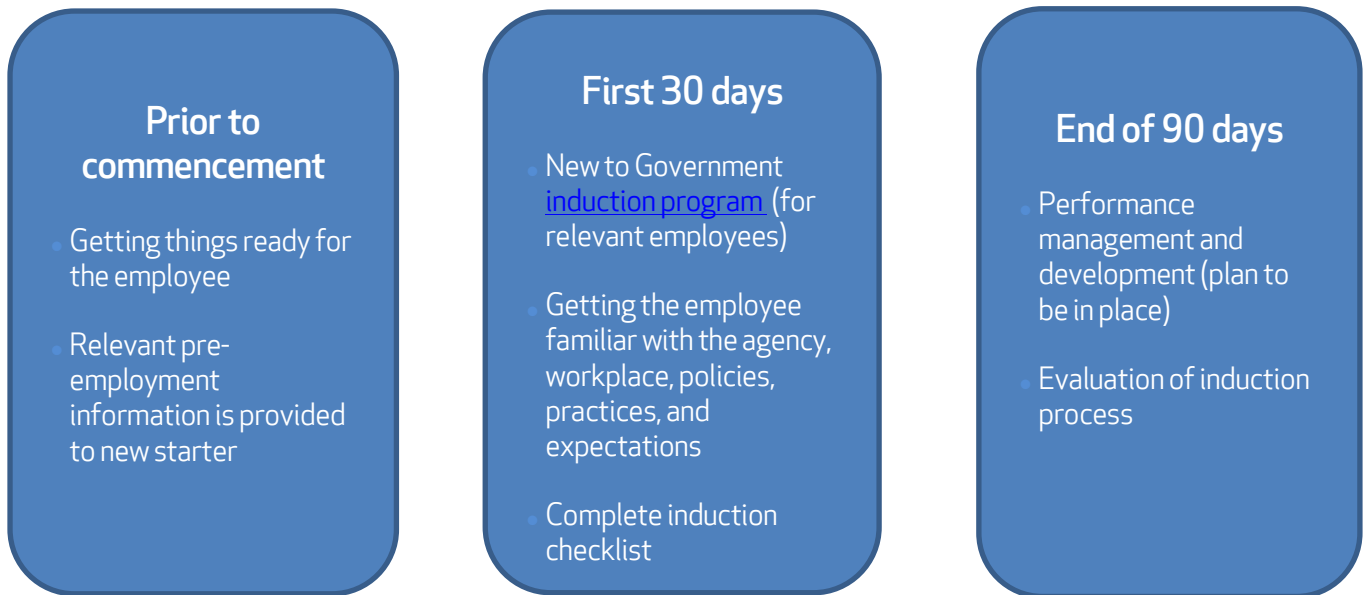 Prior to
commencement
Getting things ready for
the employee
Relevant pre-
employment
information is provided
to new starter
First 30 days
New to Government
induction program (for
relevant employees)
Getting the employee
familiar with the agency,
workplace, policies,
practices, and
expectations
Complete induction
checklist
End of 90 days
Performance
management and
development (plan to
be in place)
Evaluation of induction
process